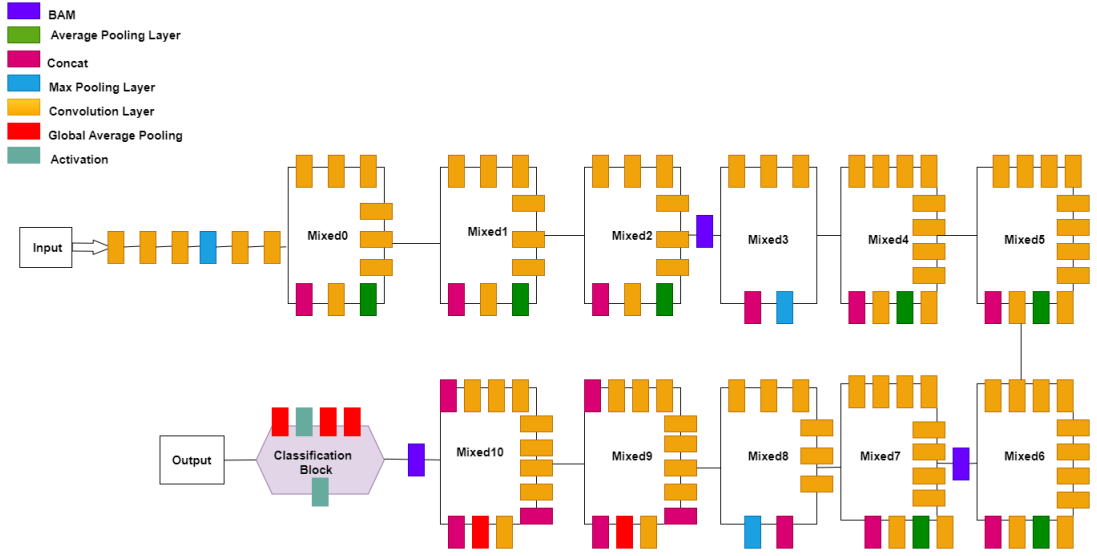 BAM
Average Pooling Layer
Concat
Max Pooling Layer
Convolution Layer
Global Average Pooling
Activation
Input
Mixed0
Mixed1
Mixed2
Mixed3
Mixed4
Mixed5
Output
Classification
Block
Mixed10
Mixed9
Mixed8
Mixed7
Mixed6